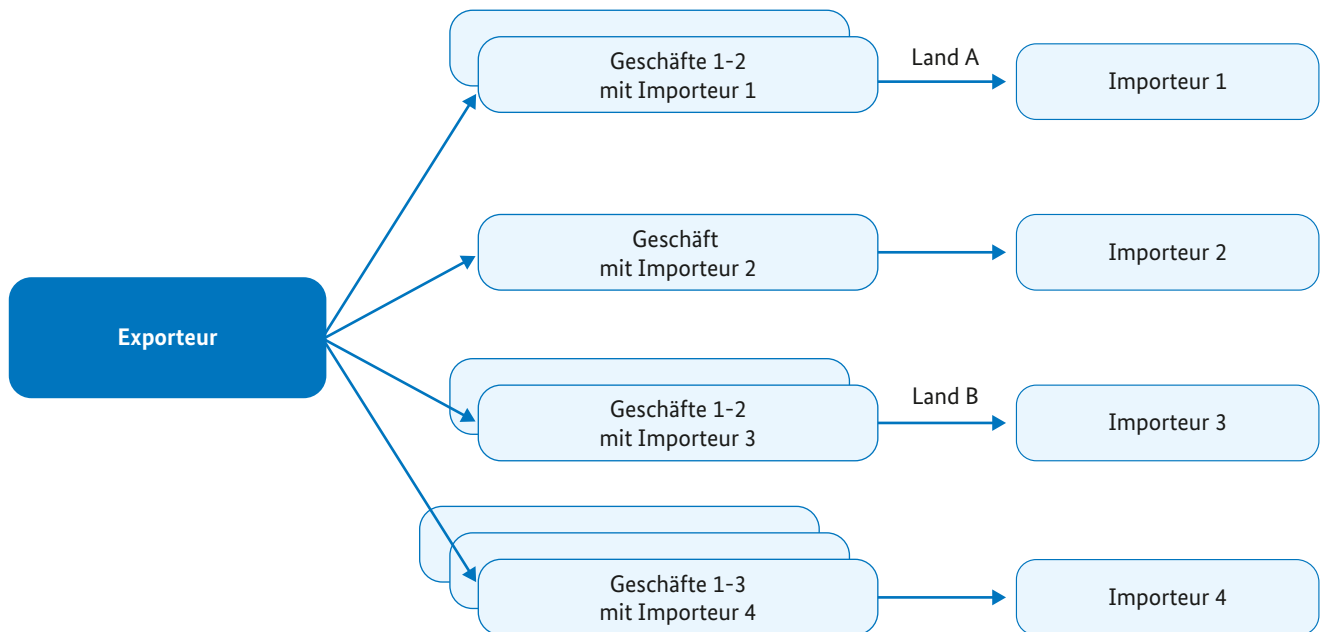 Geschäfte 1-2
mit Importeur 1
Land A
Importeur 1
Geschäft
mit Importeur 2
Importeur 2
Exporteur
Geschäfte 1-2
mit Importeur 3
Land B
Importeur 3
Geschäfte 1-3
mit Importeur 4
Importeur 4